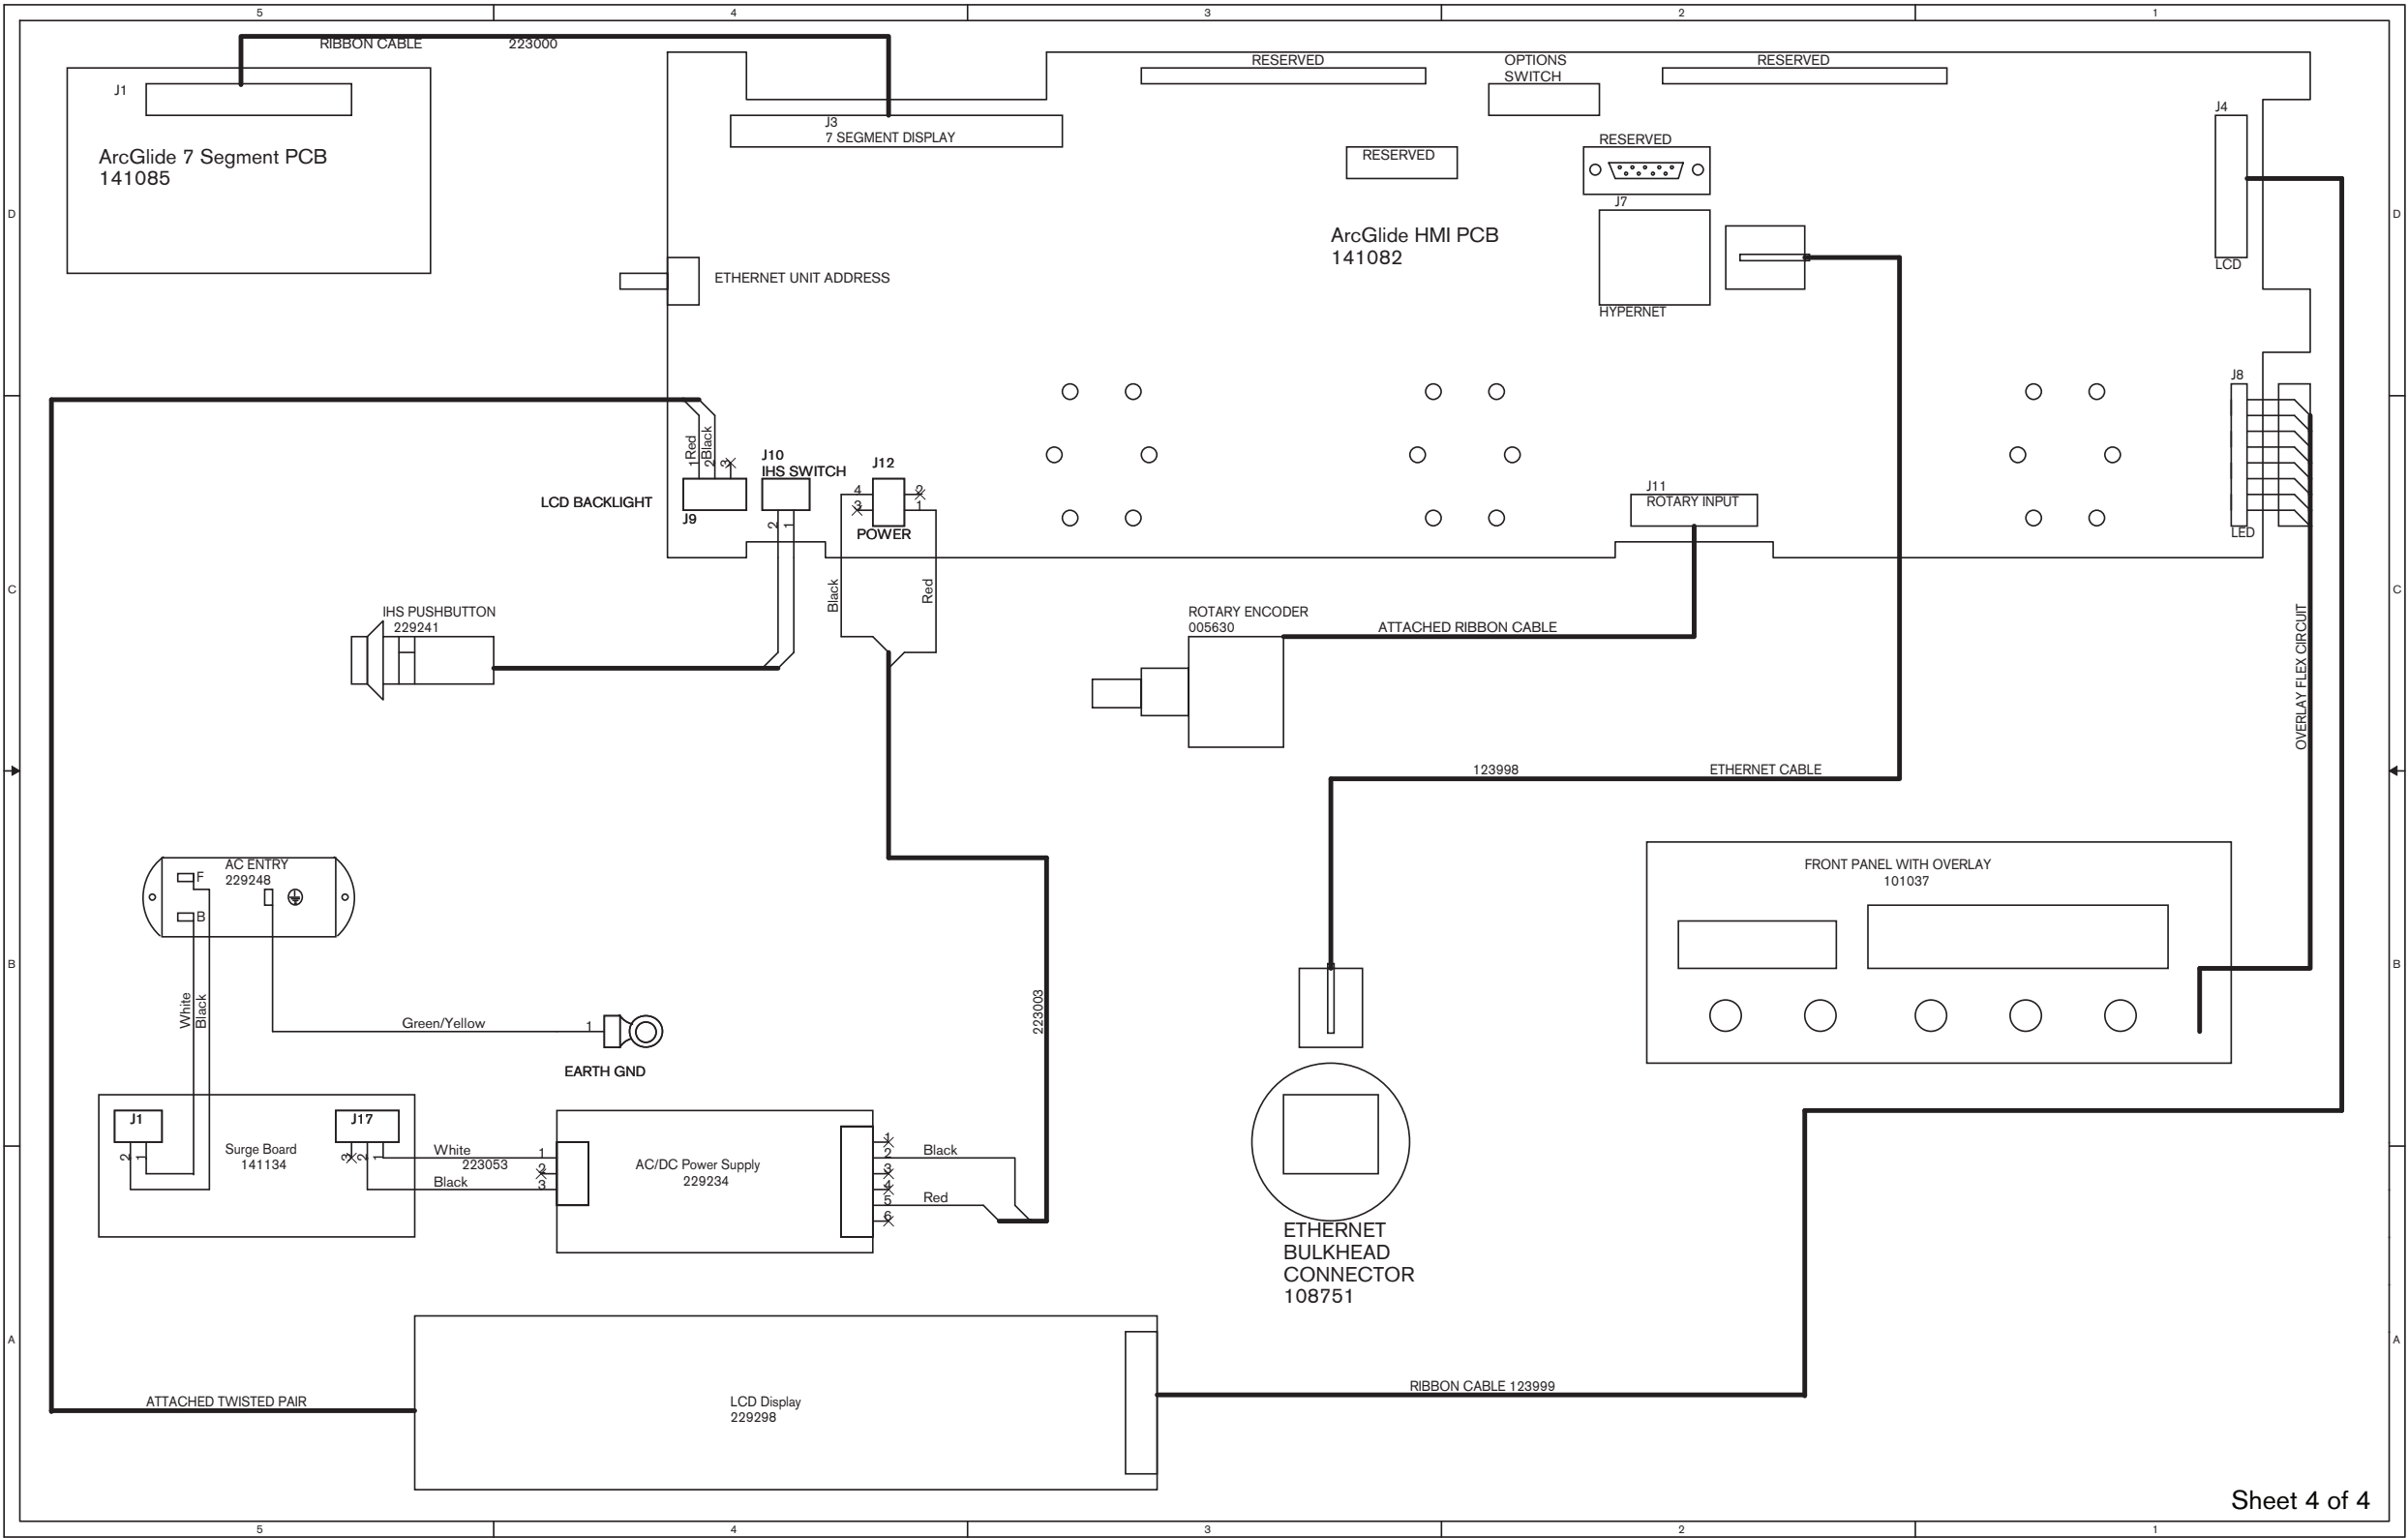 5
4
3
2
1
RIBBON CABLE 223000
J1
ArcGlide 7 Segment PCB
141085
J3
7 SEGMENT DISPLAY
RESERVED
OPTIONS
SWITCH
RESERVED
RESERVED
RESERVED
J7
HYPERNET
J4
LCD
D
D
ArcGlide HMI PCB
141082
ETHERNET UNIT ADDRESS
J8
LED
1 Red
2 Black
3
LCD BACKLIGHT
J9
J10
IHS SWITCH
2
1
J12
4
3
2
1
POWER
Black
Red
J11
ROTARY INPUT
C
C
IHS PUSHBUTTON
229241
ROTARY ENCODER
005630
ATTACHED RIBBON CABLE
OVERLAY FLEX CIRCUIT
123998
ETHERNET CABLE
AC ENTRY
229248
F
B
White
Black
Green/Yellow
1
EARTH GND
223003
FRONT PANEL WITH OVERLAY
101037
B
B
J1
2
1
Surge Board
141134
J17
3
2
1
White
223053
Black
1
2
3
AC/DC Power Supply
229234
1
2
3
4
5
6
Black
Red
ETHERNET
BULKHEAD
CONNECTOR
108751
A
A
ATTACHED TWISTED PAIR
LCD Display
229298
RIBBON CABLE 123999
Sheet 4 of 4
5
4
3
2
1